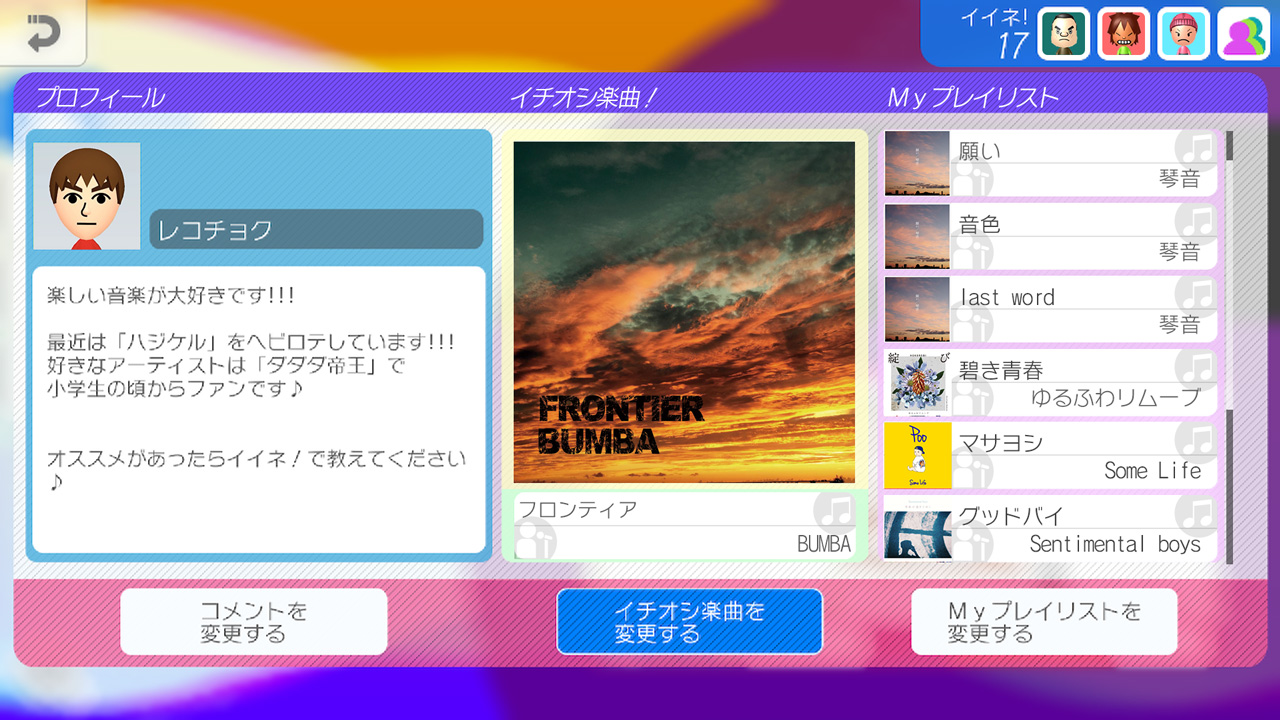 イイネ!
17
プロフィール
イチオシ楽曲!
Myプレイリスト
レコチョク
楽しい音楽が大好きです!!!
最近は「ハジケル」をヘビロテしています!!!
好きなアーティストは「タタタ帝王」で
小学生の頃からファンです♪
オススメがあったらイイネ!で教えてください
♪
FRONTIER
BUMBA
フロンティア
BUMBA
願い
琴音
音色
琴音
last word
琴音
綻び
碧き青春
ゆるふわリムーブ
Poo
Some Life
マサヨシ
Some Life
グッドバイ
Sentimental boys
コメントを
変更する
イチオシ楽曲を
変更する
Myプレイリストを
変更する